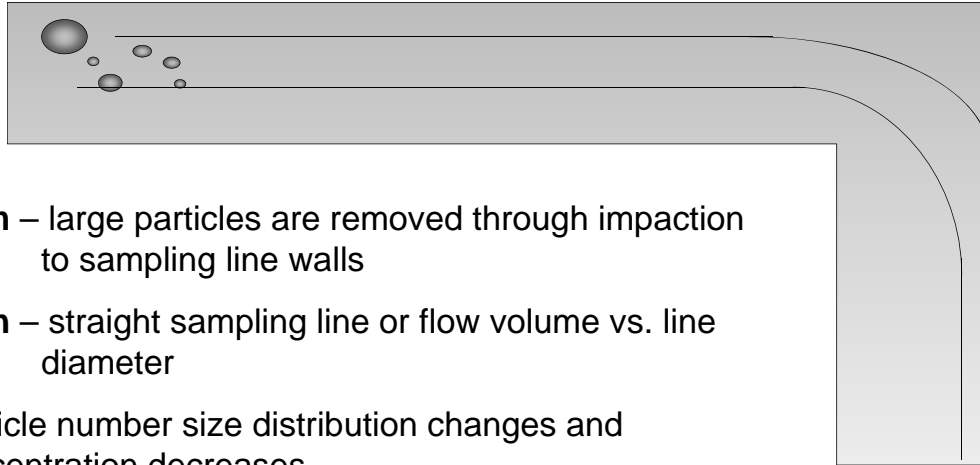 – large particles are removed through impaction
to sampling line walls
– straight sampling line or flow volume vs. line
diameter
number size distribution changes and
decreases